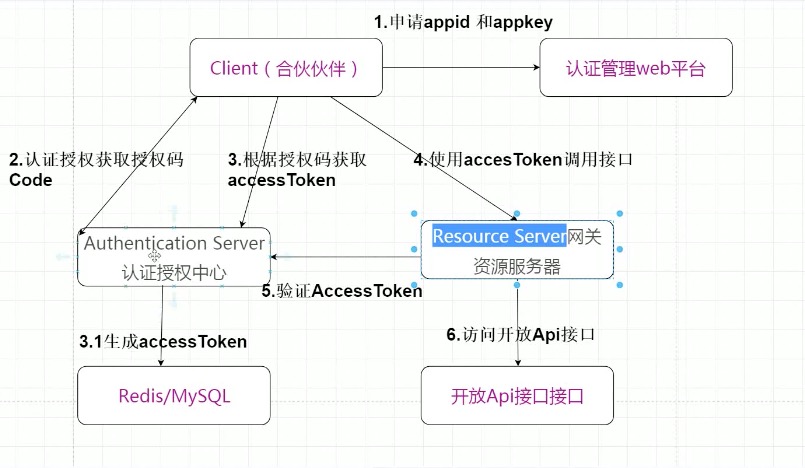 1.申请appid 和appkey
Client（合伙伙伴）
认证管理web平台
2.认证授权获取授权码
Code
3.根据授权码获取
accessToken
4.使用accesToken调用接口
Authentication Server
认证授权中心
Resource Server网关
资源服务器
5.验证AccessToken
3.1生成accessToken
6.访问开放Api接口
Redis/MySQL
开放Api接口接口